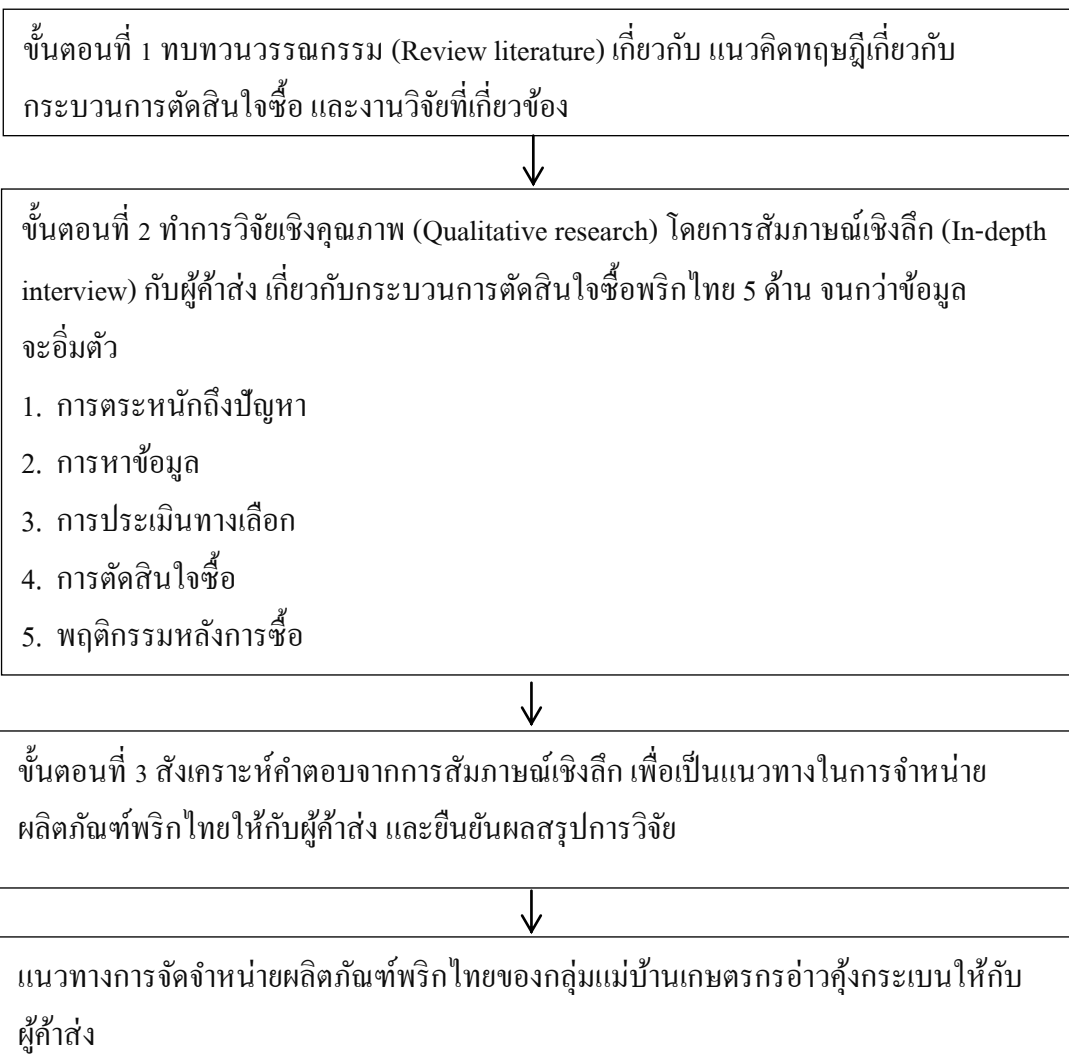 ขั้นตอนที่ 1 ทบทวนวรรณกรรม (Review literature) เกี่ยวกับ แนวคิดทฤษฎีเกี่ยวกับ
กระบวนการตัดสินใจซื้อ และงานวิจัยที่เกี่ยวข้อง
ขั้นตอนที่ 2 ทำการวิจัยเชิงคุณภาพ (Qualitative research) โดยการสัมภาษณ์เชิงลึก (In-depth
interview) กับผู้ค้าส่ง เกี่ยวกับกระบวนการตัดสินใจซื้อพริกไทย 5 ด้าน จนกว่าข้อมูล
จะอิ่มตัว
1. การตระหนักถึงปัญหา
2. การหาข้อมูล
3. การประเมินทางเลือก
4. การตัดสินใจซื้อ
5. พฤติกรรมหลังการซื้อ
ขั้นตอนที่ 3 สังเคราะห์คำตอบจากการสัมภาษณ์เชิงลึก เพื่อเป็นแนวทางในการจำหน่าย
ผลิตภัณฑ์พริกไทยให้กับผู้ค้าส่ง และยืนยันผลสรุปการวิจัย
แนวทางการจัดจำหน่ายผลิตภัณฑ์พริกไทยของกลุ่มแม่บ้านเกษตรกรอ่าวคุ้งกระเบนให้กับ
ผู้ค้าส่ง